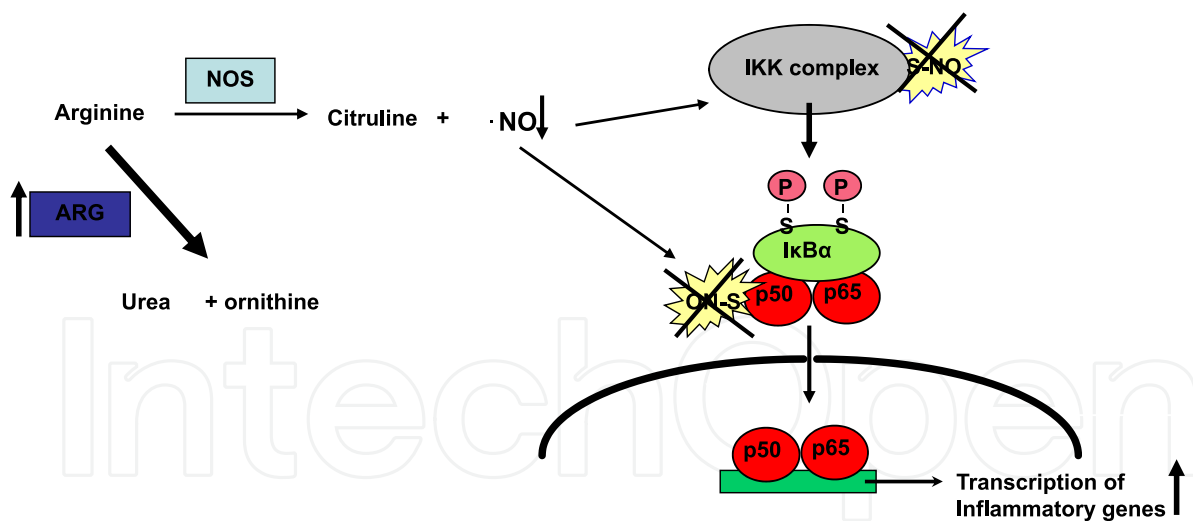 NOS
IKK complex
S-NO
Arginine
Citruline + · NO
P P
S S
ARG
IκBα
Urea + ornithine
ON-S
p50 p65
IntechOpen
p50 p65
Transcription of
Inflammatory genes